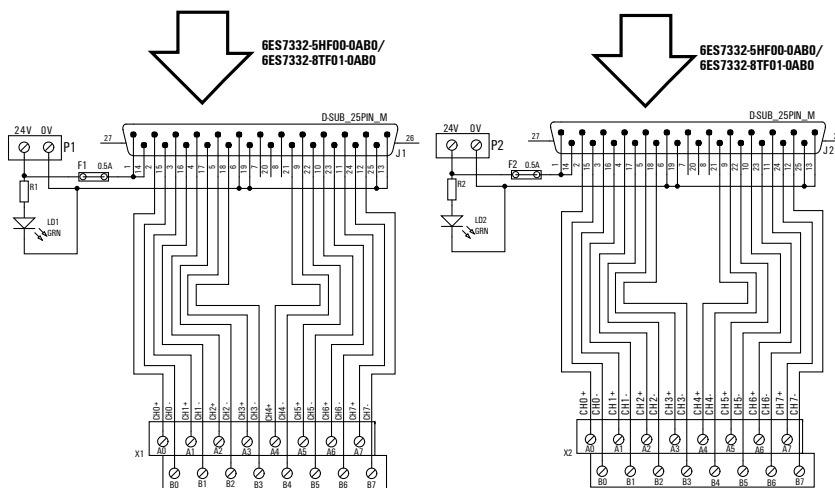 6ES7332-5HF00-0AB0/
6ES7332-8TF01-0AB0
D-SUB_25PIN_M
24V 0V
P1
27
26
J1
F1 0.5A
1 14 2 15 3 16 4 17 5 18 6 19 7 20 8 21 9 22 10 23 11 24 12 25 13
R1
LD1
GRN
CH0+ CH0- CH1+ CH1- CH2+ CH2- CH3+ CH3- CH4+ CH4- CH5+ CH5- CH6+ CH6- CH7+ CH7-
X1
A0 A1 A2 A3 A4 A5 A6 A7
B0 B1 B2 B3 B4 B5 B6 B7
6ES7332-5HF00-0AB0/
6ES7332-8TF01-0AB0
D-SUB_25PIN_M
24V 0V
P2
27
J2
F2 0.5A
1 14 2 15 3 16 4 17 5 18 6 19 7 20 8 21 9 22 10 23 11 24 12 25 13
R2
LD2
GRN
CH0+ CH0- CH1+ CH1- CH2+ CH2- CH3+ CH3- CH4+ CH4- CH5+ CH5- CH6+ CH6- CH7+ CH7-
X2
A0 A1 A2 A3 A4 A5 A6 A7
B0 B1 B2 B3 B4 B5 B6 B7